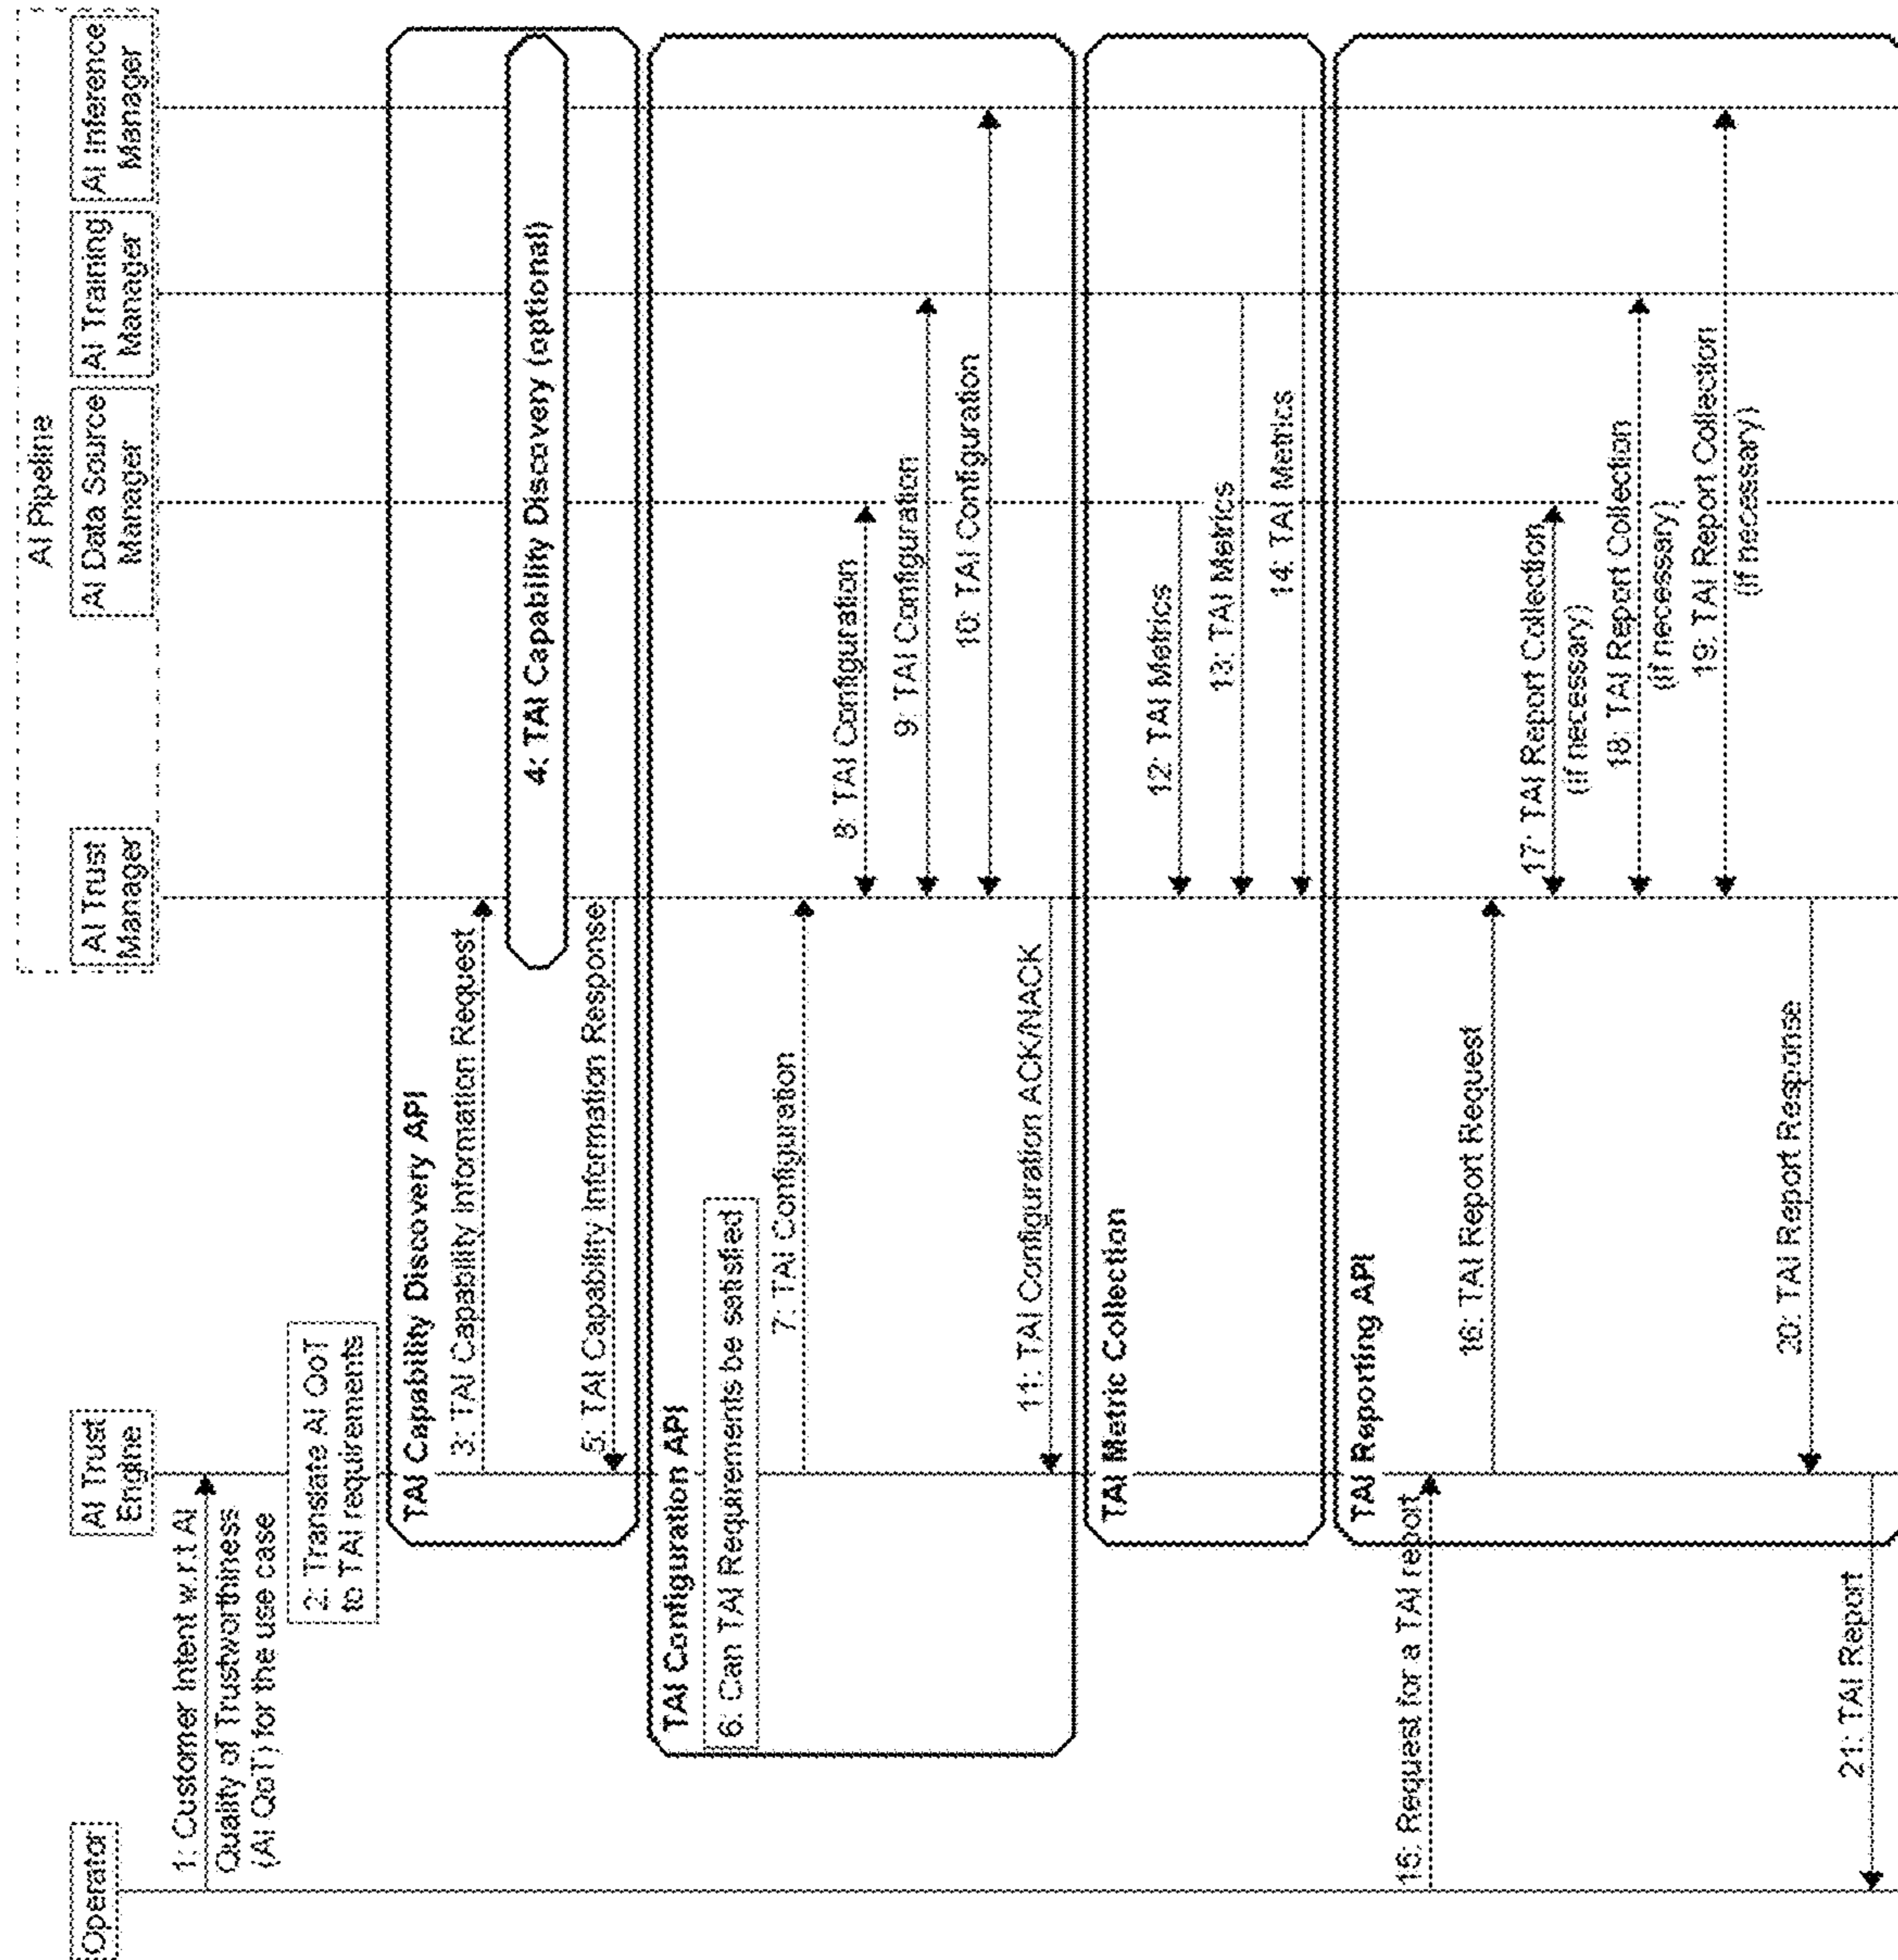 AI Pipeline
Operator
AI Trust
Engine
AI Trust
Manager
AI Data Source
Manager
AI Training
Manager
AI Inference
Manager
1: Customer Intent w.r.t AI
Quality of Trustworthiness
(AI QoT) for the use case
2: Translate AI QoT
to TAI requirements
TAI Capability Discovery API
3: TAI Capability Information Request
4: TAI Capability Discovery (optional)
5: TAI Capability Information Response
TAI Configuration API
6: Can TAI Requirements be satisfied
7: TAI Configuration
8: TAI Configuration
9: TAI Configuration
10: TAI Configuration
11: TAI Configuration ACK/NACK
TAI Metric Collection
12: TAI Metrics
13: TAI Metrics
14: TAI Metrics
TAI Reporting API
15: Request for a TAI report
16: TAI Report Request
17: TAI Report Collection
(if necessary)
18: TAI Report Collection
(if necessary)
19: TAI Report Collection
(if necessary)
20: TAI Report Response
21: TAI Report